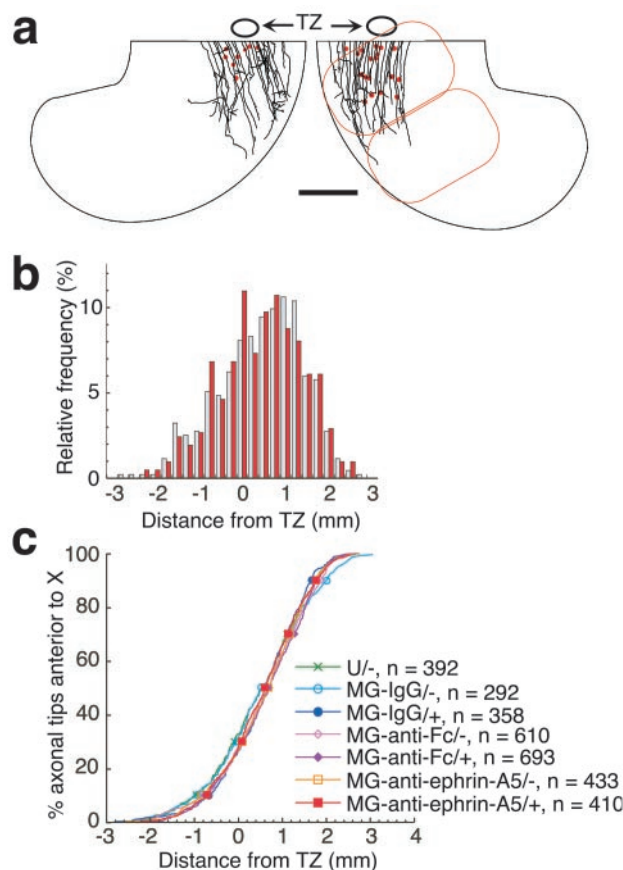 a
TZ
b
Relative frequency (%)
10
5
0
-3 -2 -1 0 1 2 3
Distance from TZ (mm)
c
% axonal tips anterior to X
100
80
60
40
20
0
-3 -2 -1 0 1 2 3 4
Distance from TZ (mm)
U/-, n = 392
MG-IgG/-, n = 292
MG-IgG/+, n = 358
MG-anti-Fc/-, n = 610
MG-anti-Fc/+, n = 693
MG-anti-ephrin-A5/-, n = 433
MG-anti-ephrin-A5/+, n = 410